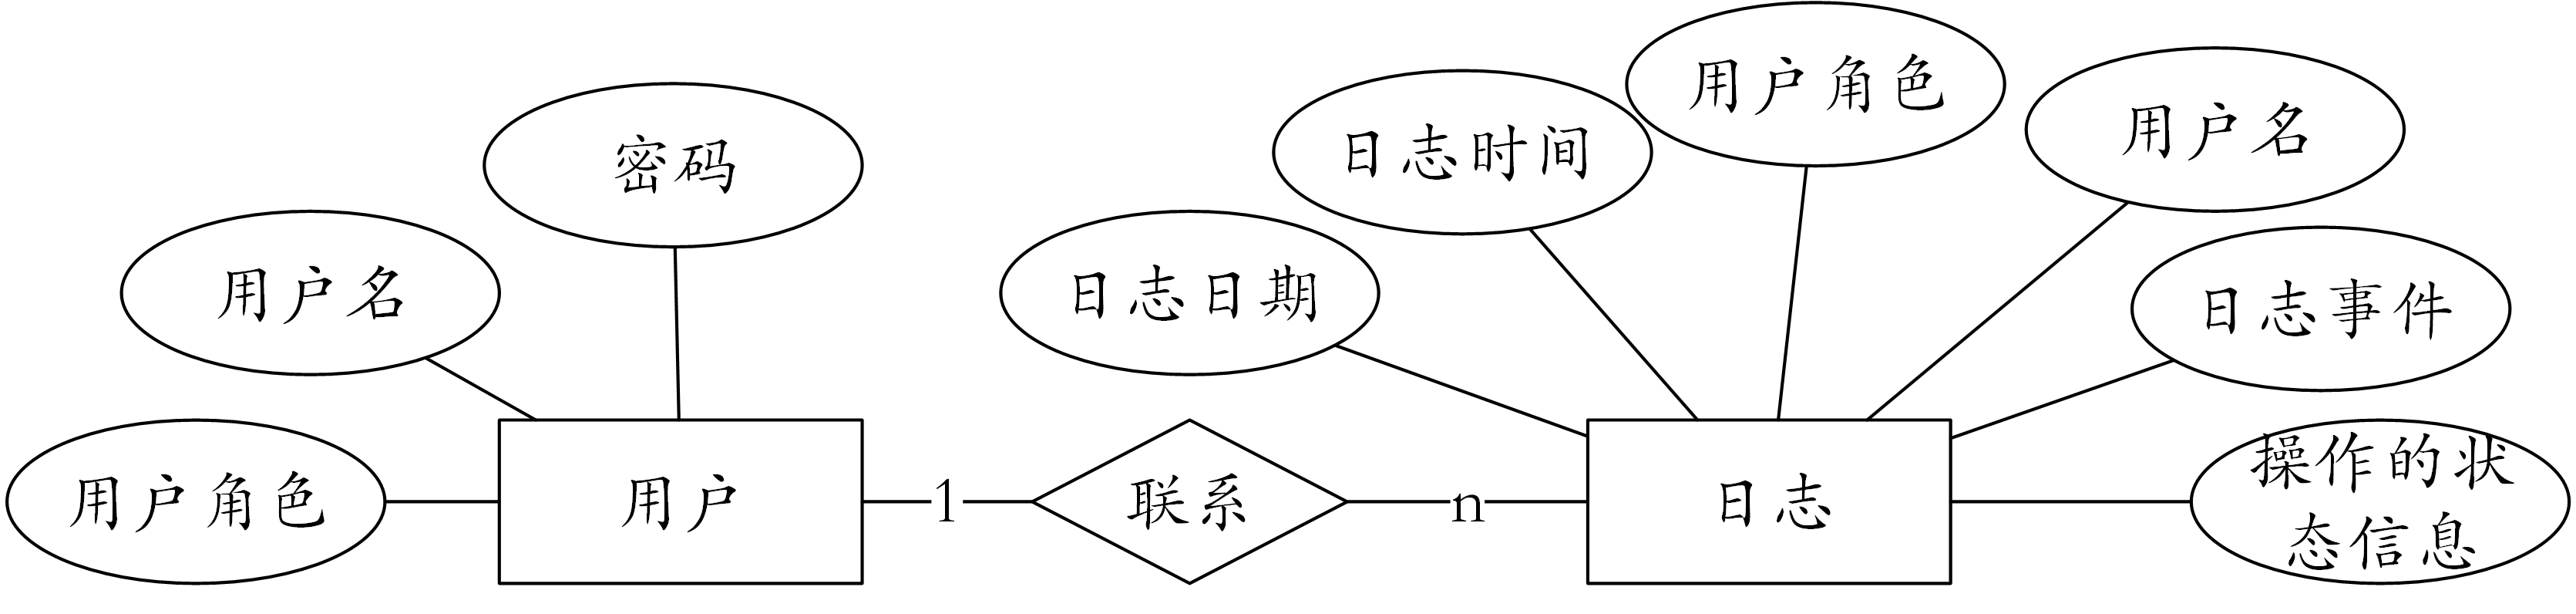 用户角色
用户名
密码
用户
1
联系
n
日志日期
日志时间
用户角色
用户名
日志事件
日志
操作的状
态信息